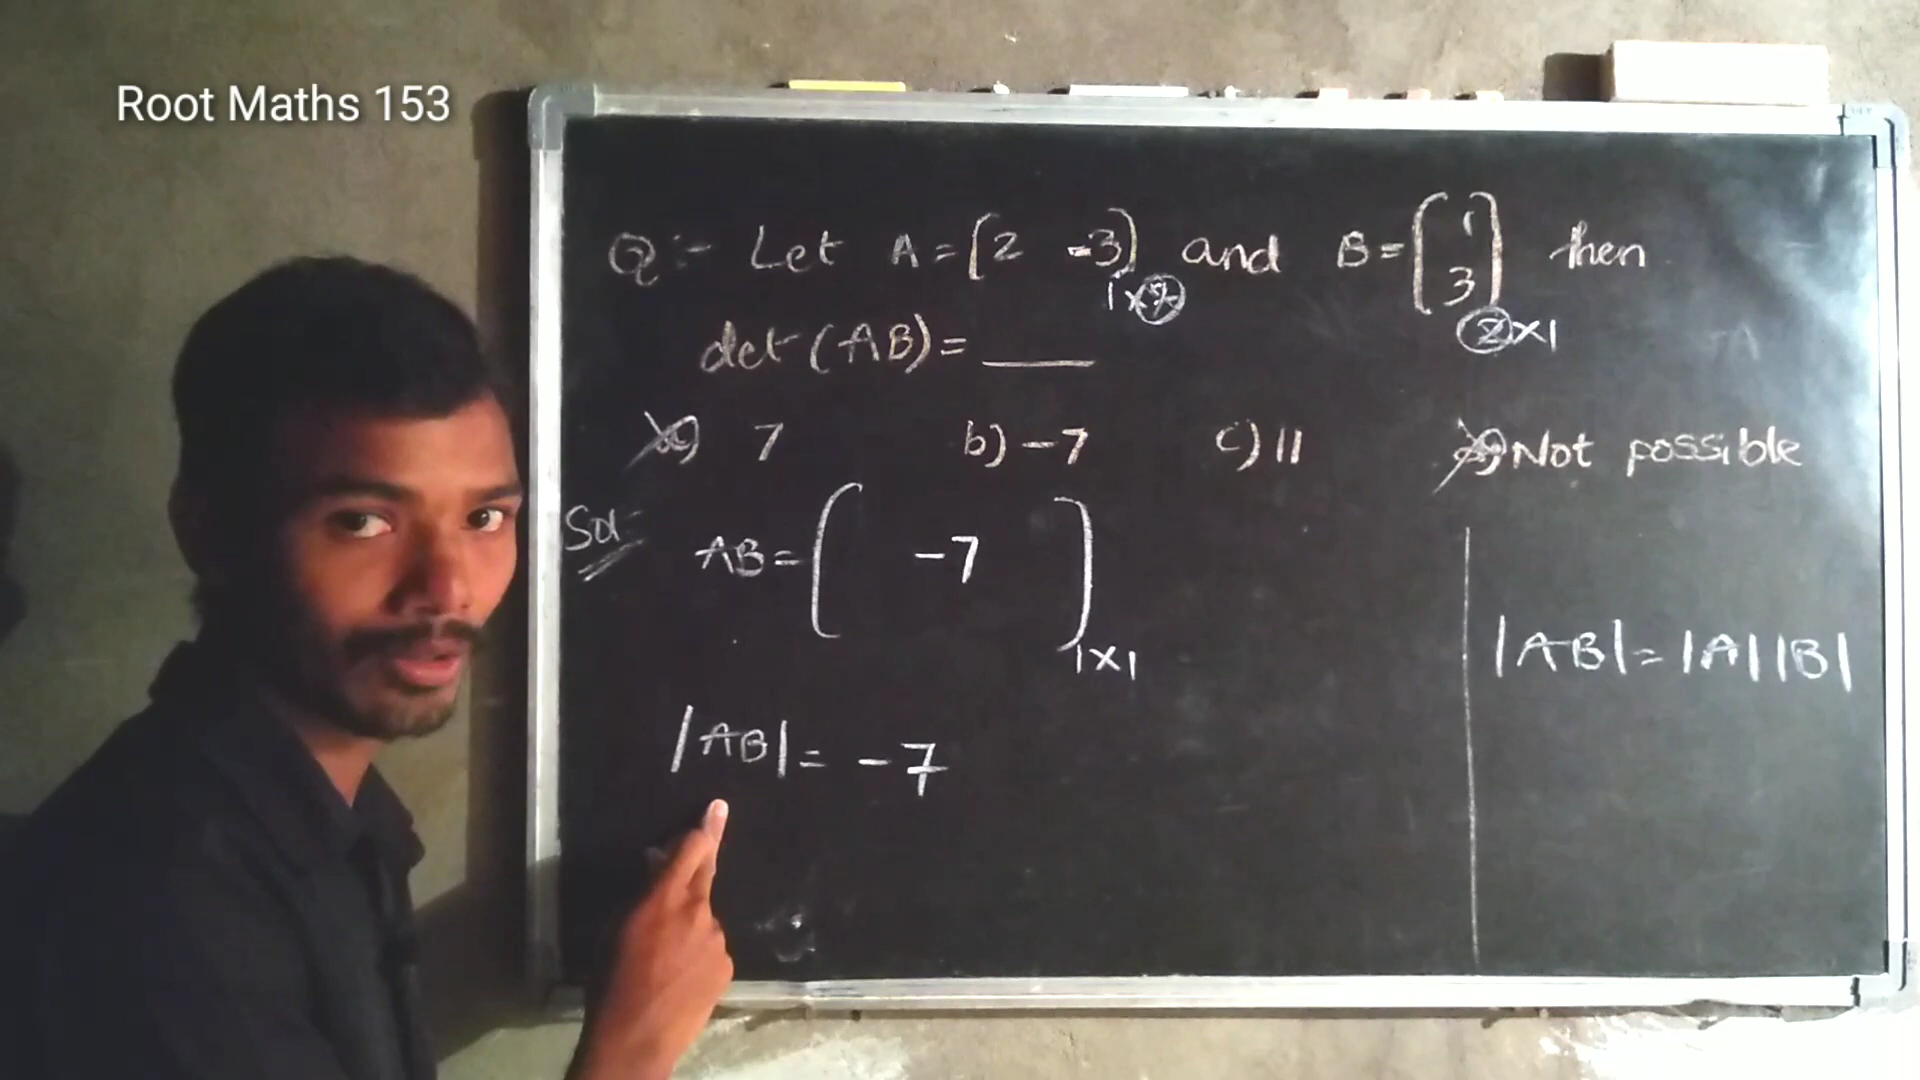 Root Maths 153
Q:- Let A = [2 -3] and B = [1 3] then
1×2
2×1
det (AB) = ____
a) 7 b) -7 c) 11 d) Not possible
Sol:
AB = [ -7 ]
1×1
|AB| = |A| |B|
|AB| = -7